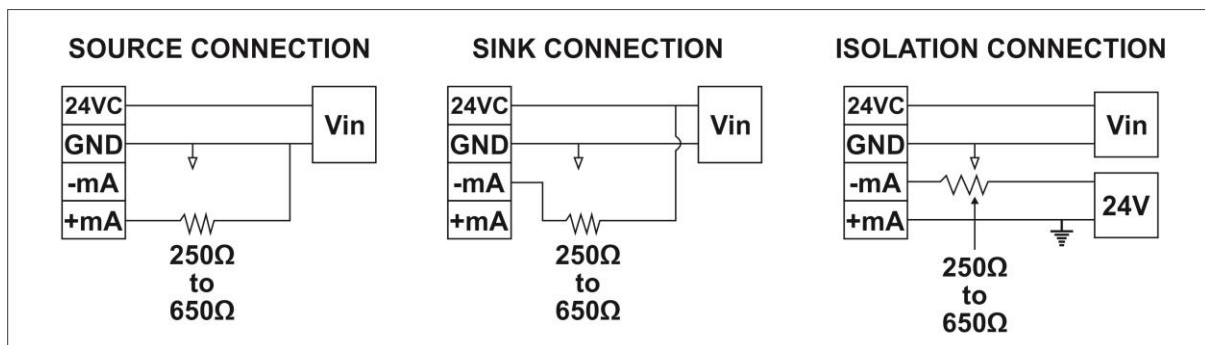 SOURCE CONNECTION
24VC
GND
-mA
+mA
Vin
250Ω
to
650Ω
SINK CONNECTION
24VC
GND
-mA
+mA
Vin
250Ω
to
650Ω
ISOLATION CONNECTION
24VC
GND
-mA
+mA
Vin
24V
250Ω
to
650Ω